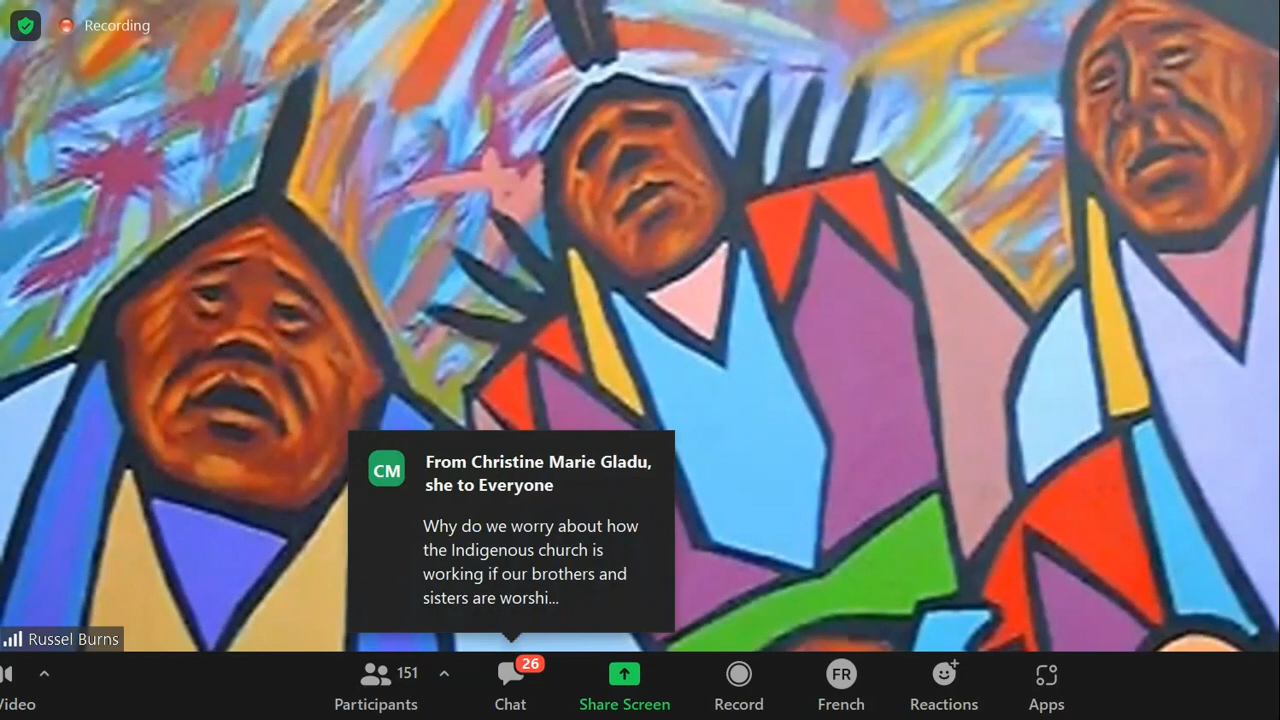 Recording
CM
From Christine Marie Gladu,
she to Everyone
Why do we worry about how
the Indigenous church is
working if our brothers and
sisters are worshi...
Russel Burns
Video
151
26
FR
Participants
Chat
Share Screen
Record
French
Reactions
Apps